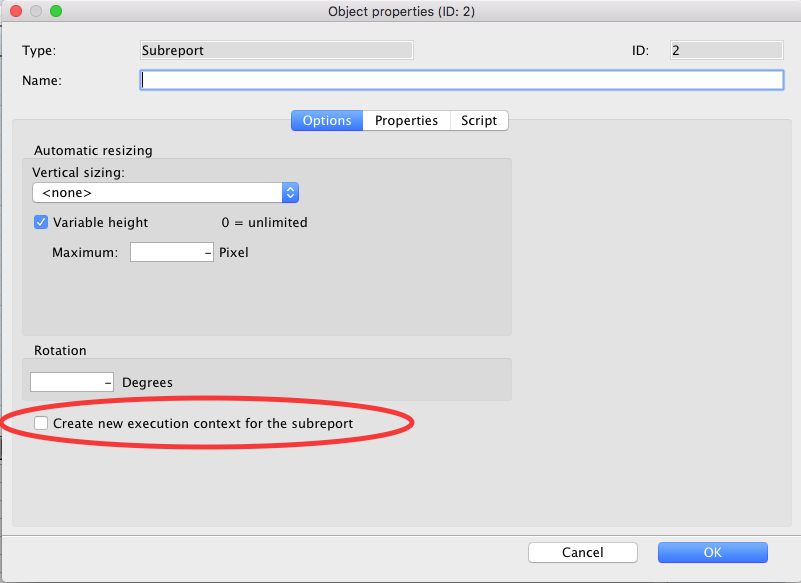 Object properties (ID: 2)
Type: Subreport ID: 2
Name:
Options Properties Script
Automatic resizing
Vertical sizing:
<none>
Variable height 0 = unlimited
Maximum: – Pixel
Rotation
– Degrees
Create new execution context for the subreport
Cancel OK